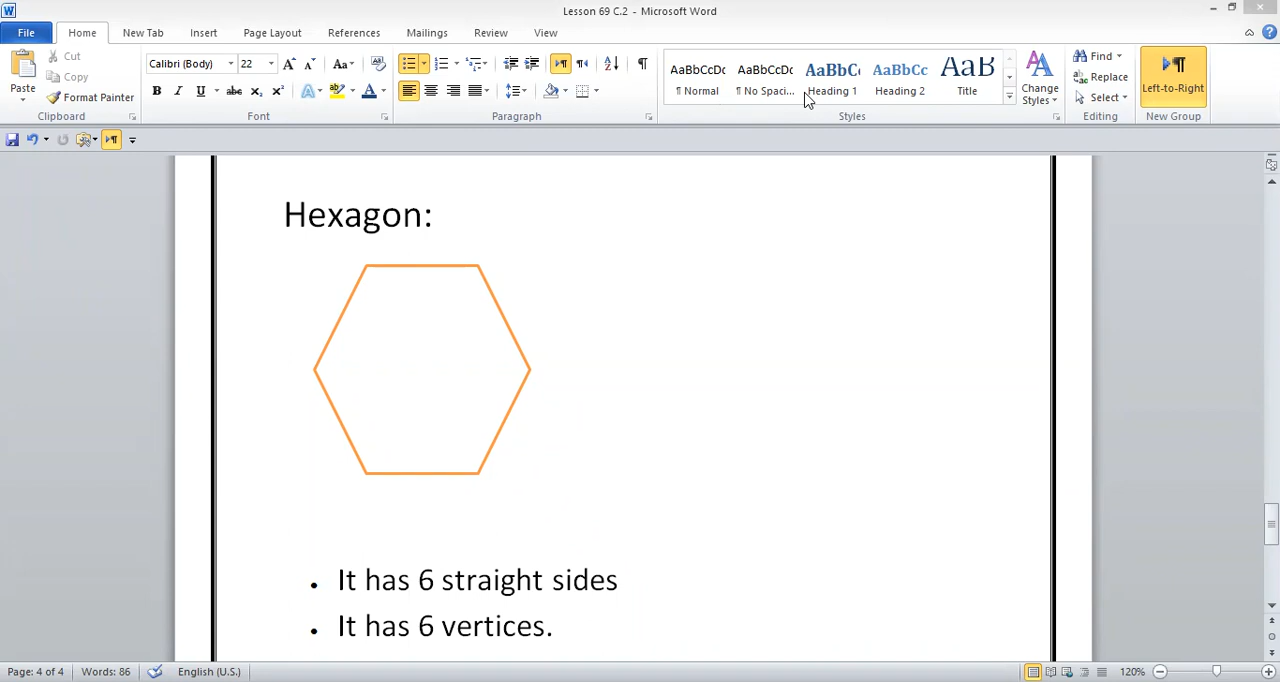 Lesson 69 C.2 - Microsoft Word
File Home New Tab Insert Page Layout References Mailings Review View
Paste
Cut
Copy
Format Painter
Clipboard
Calibri (Body) 22
Font
Paragraph
AaBbCcDc AaBbCcDc AaBbC AaBbCc AaB
¶ Normal ¶ No Spaci... Heading 1 Heading 2 Title
Change Styles
Styles
Find
Replace
Select
Editing
Left-to-Right
New Group
Hexagon:
• It has 6 straight sides
• It has 6 vertices.
Page: 4 of 4 Words: 86 English (U.S.) 120%